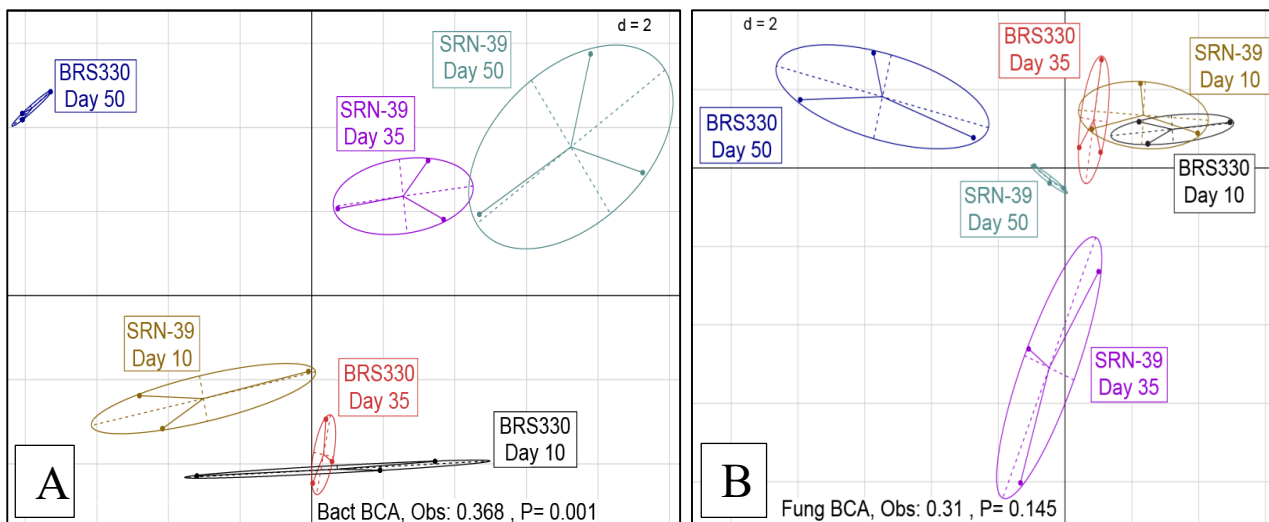 d = 2
SRN-39
Day 50
BRS330
Day 50
SRN-39
Day 35
SRN-39
Day 10
BRS330
Day 35
BRS330
Day 10
A
Bact BCA, Obs: 0.368 , P= 0.001
d = 2
BRS330
Day 35
SRN-39
Day 10
BRS330
Day 50
BRS330
Day 10
SRN-39
Day 50
SRN-39
Day 35
B
Fung BCA, Obs: 0.31 , P= 0.145